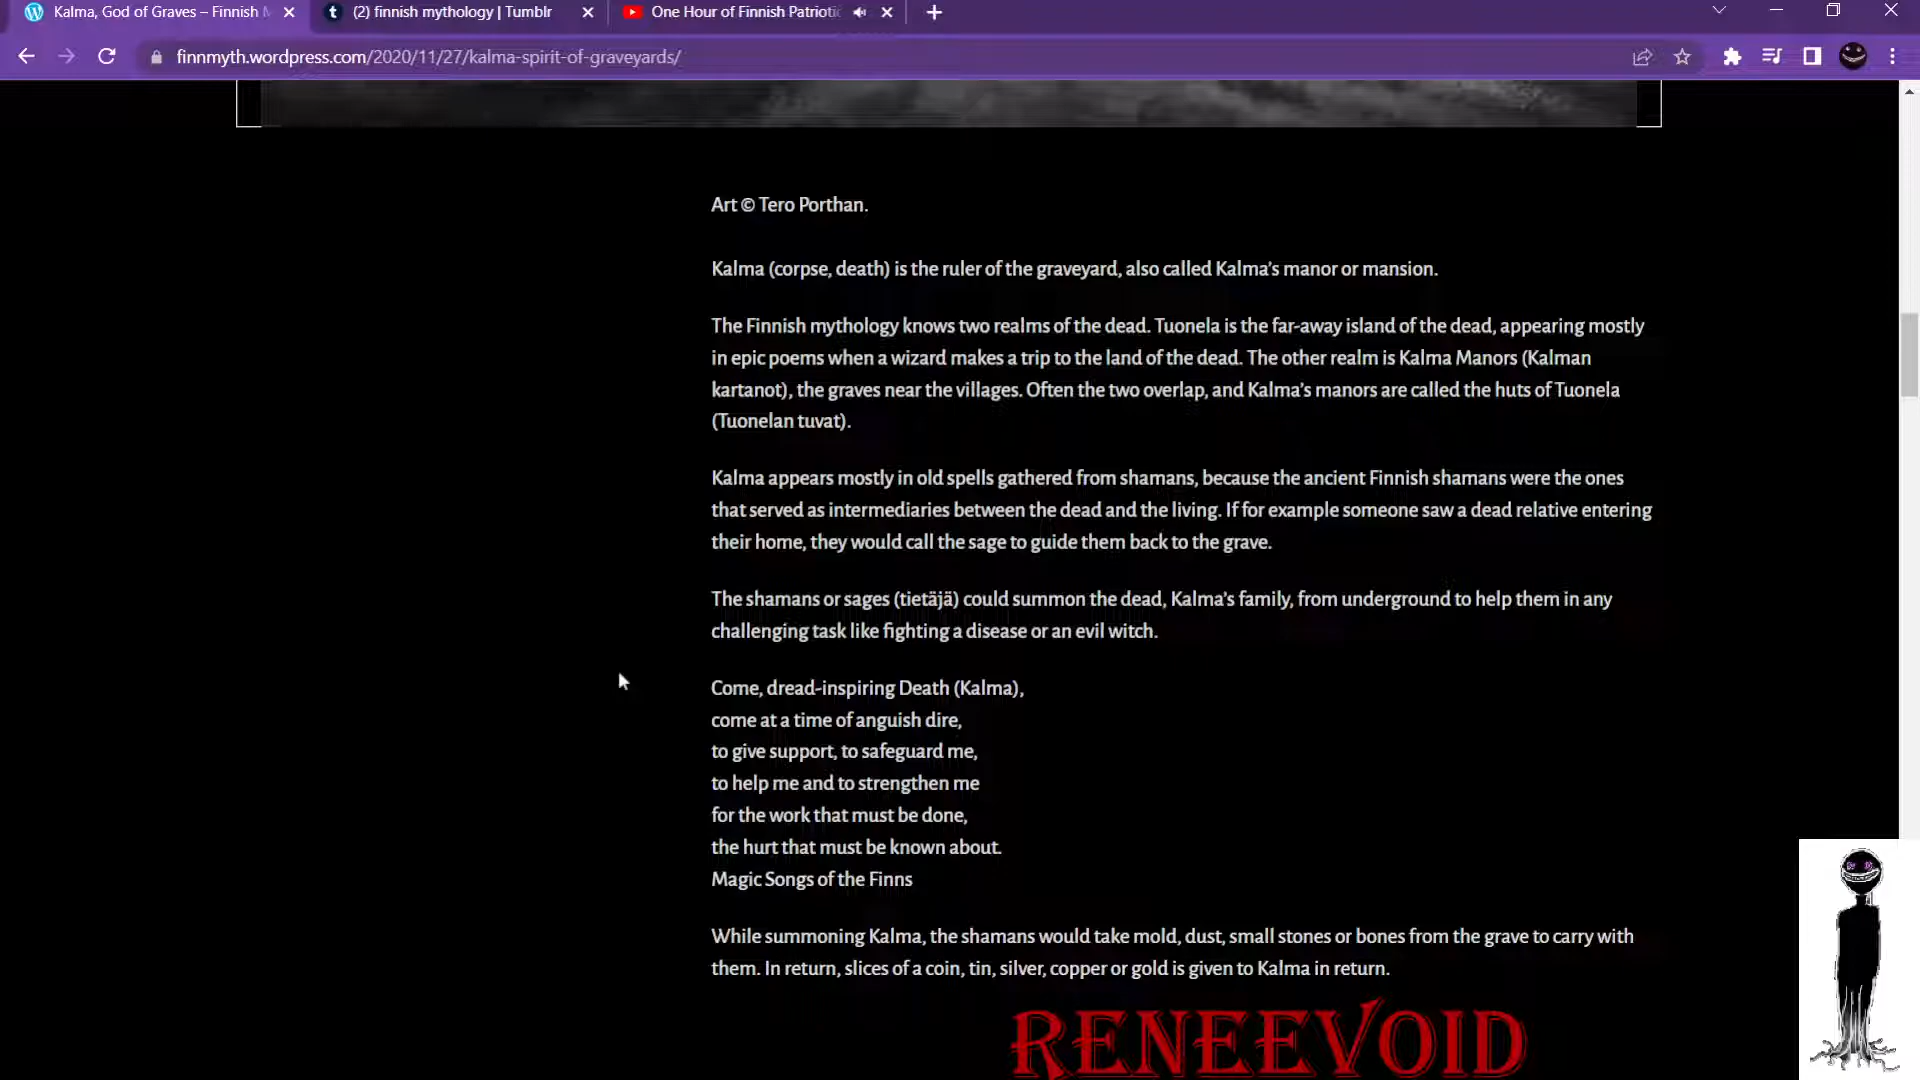 Kalma, God of Graves – Finnish M
(2) finnish mythology | Tumblr
One Hour of Finnish Patriotic
finnmyth.wordpress.com/2020/11/27/kalma-spirit-of-graveyards/
Art © Tero Porthan.
Kalma (corpse, death) is the ruler of the graveyard, also called Kalma’s manor or mansion.
The Finnish mythology knows two realms of the dead. Tuonela is the far-away island of the dead, appearing mostly
in epic poems when a wizard makes a trip to the land of the dead. The other realm is Kalma Manors (Kalman
kartanot), the graves near the villages. Often the two overlap, and Kalma’s manors are called the huts of Tuonela
(Tuonelan tuvat).
Kalma appears mostly in old spells gathered from shamans, because the ancient Finnish shamans were the ones
that served as intermediaries between the dead and the living. If for example someone saw a dead relative entering
their home, they would call the sage to guide them back to the grave.
The shamans or sages (tietäjä) could summon the dead, Kalma’s family, from underground to help them in any
challenging task like fighting a disease or an evil witch.
Come, dread-inspiring Death (Kalma),
come at a time of anguish dire,
to give support, to safeguard me,
to help me and to strengthen me
for the work that must be done,
the hurt that must be known about.
Magic Songs of the Finns
While summoning Kalma, the shamans would take mold, dust, small stones or bones from the grave to carry with
them. In return, slices of a coin, tin, silver, copper or gold is given to Kalma in return.
RENEEVOID